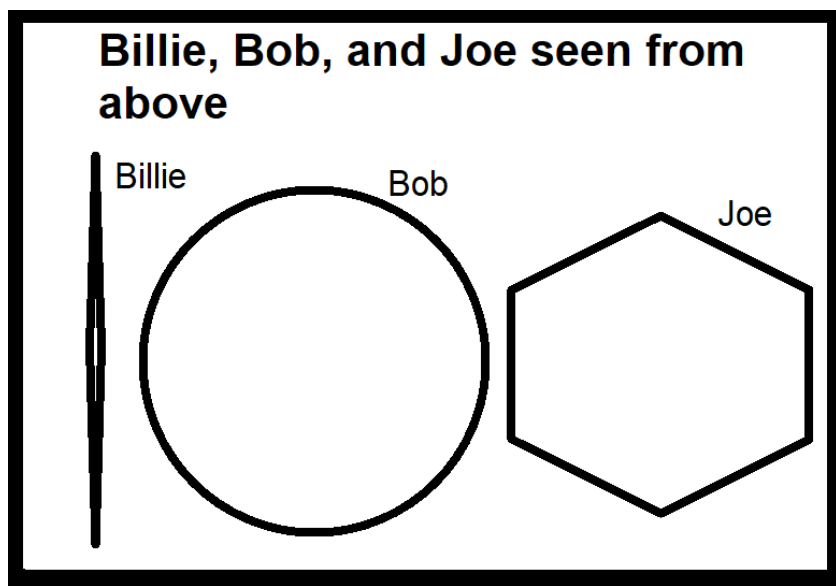 Billie, Bob, and Joe seen from
above
Billie
Bob
Joe